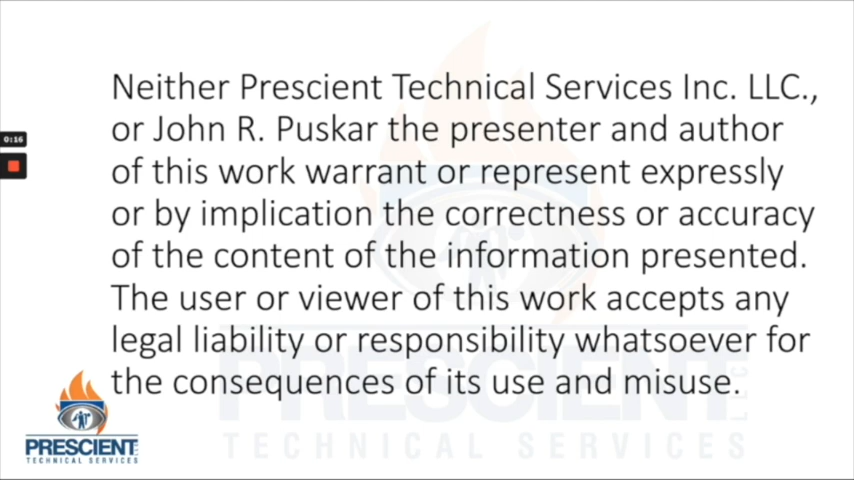 Neither Prescient Technical Services Inc. LLC.,
or John R. Puskar the presenter and author
of this work warrant or represent expressly
or by implication the correctness or accuracy
of the content of the information presented.
The user or viewer of this work accepts any
legal liability or responsibility whatsoever for
the consequences of its use and misuse.
0:16
PRESCIENT LLC
TECHNICAL SERVICES
PRESCIENT LLC
TECHNICAL SERVICES